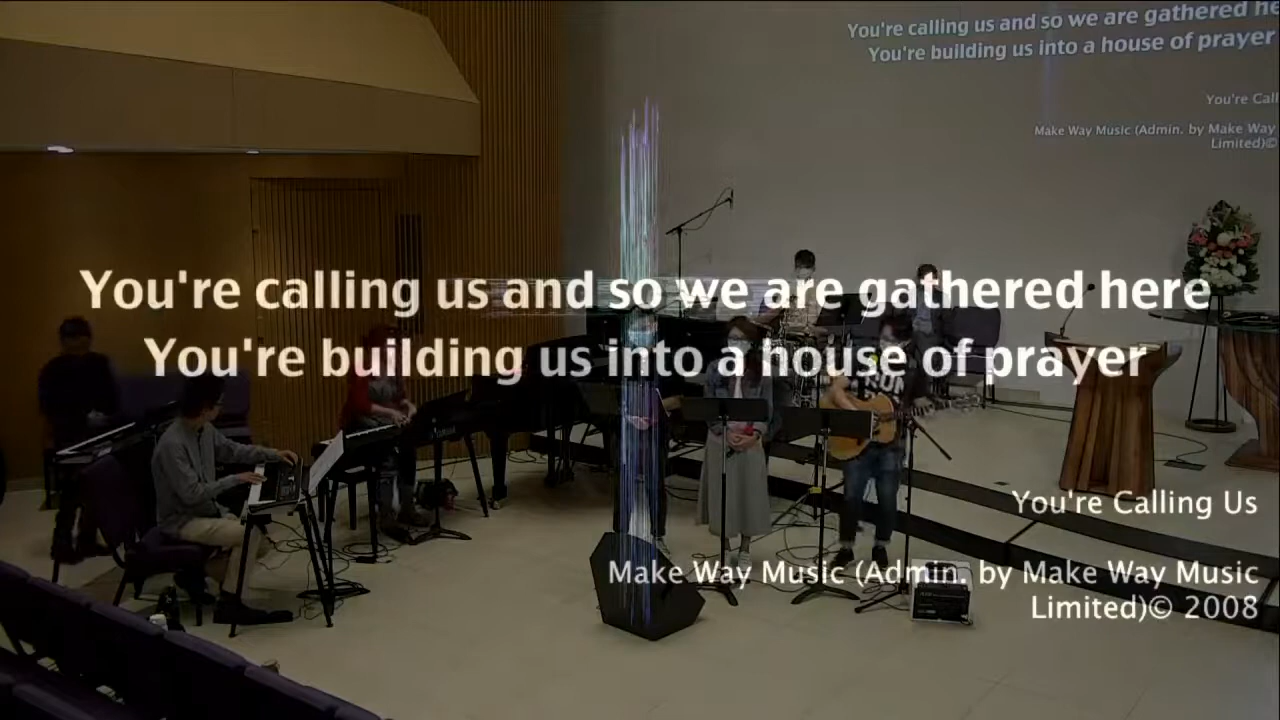 You're calling us and so we are gathered he
You're building us into a house of prayer
You're Call
Make Way Music (Admin. by Make Way
Limited)©
You're calling us and so we are gathered here
You're building us into a house of prayer
You're Calling Us
Make Way Music (Admin. by Make Way Music
Limited)© 2008